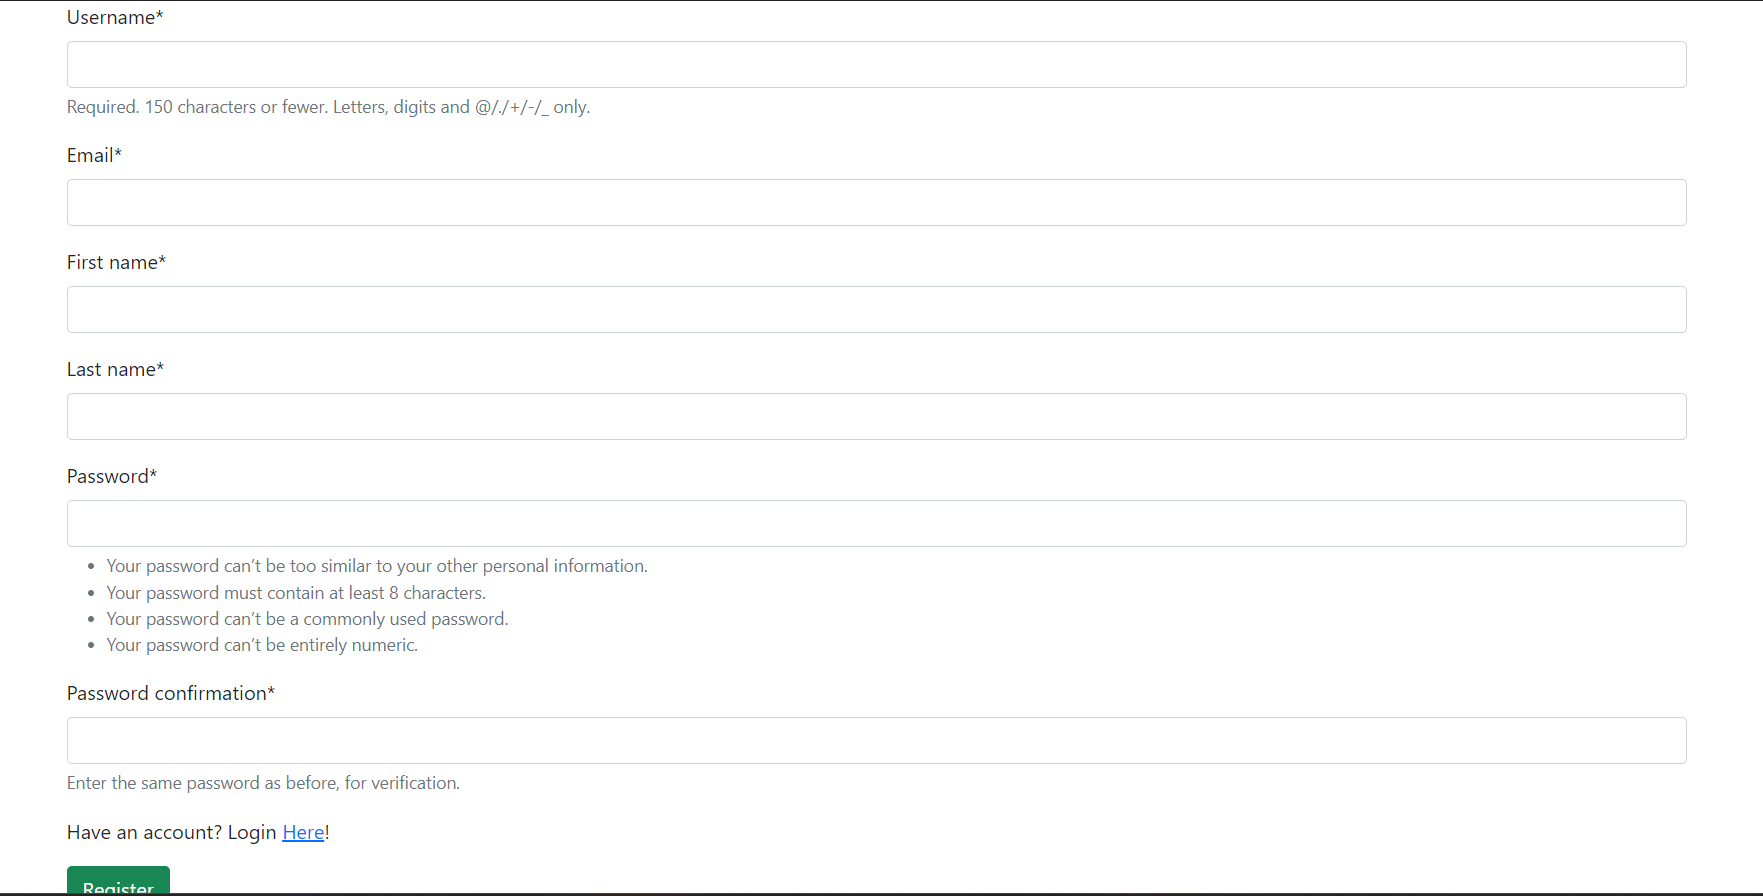 Username*
Required. 150 characters or fewer. Letters, digits and @/./+/-/_ only.
Email*
First name*
Last name*
Password*
Your password can’t be too similar to your other personal information.
Your password must contain at least 8 characters.
Your password can’t be a commonly used password.
Your password can’t be entirely numeric.
Password confirmation*
Enter the same password as before, for verification.
Have an account? Login Here!
Register